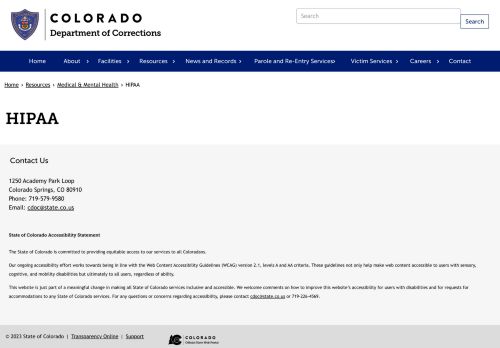 COLORADO
Department of Corrections
Search
Search
Home About Facilities Resources News and Records Parole and Re-Entry Services Victim Services Careers Contact
Home › Resources › Medical & Mental Health › HIPAA
HIPAA
Contact Us
1250 Academy Park Loop
Colorado Springs, CO 80910
Phone: 719-579-9580
Email: cdoc@state.co.us
State of Colorado Accessibility Statement
The State of Colorado is committed to providing equitable access to our services to all Coloradans.
Our ongoing accessibility effort works towards being in line with the Web Content Accessibility Guidelines (WCAG) version 2.1, levels A and AA criteria. These guidelines not only help make web content accessible to users with sensory,
cognitive, and mobility disabilities but ultimately to all users, regardless of ability.
This website is just part of a meaningful change in making all State of Colorado services inclusive and accessible. We welcome comments on how to improve this website's accessibility for users with disabilities and for requests for
accommodations to any State of Colorado services. For any questions or concerns regarding accessibility, please contact cdoc@state.co.us or 719-226-4569.
© 2023 State of Colorado | Transparency Online | Support
COLORADO
Official State Web Portal